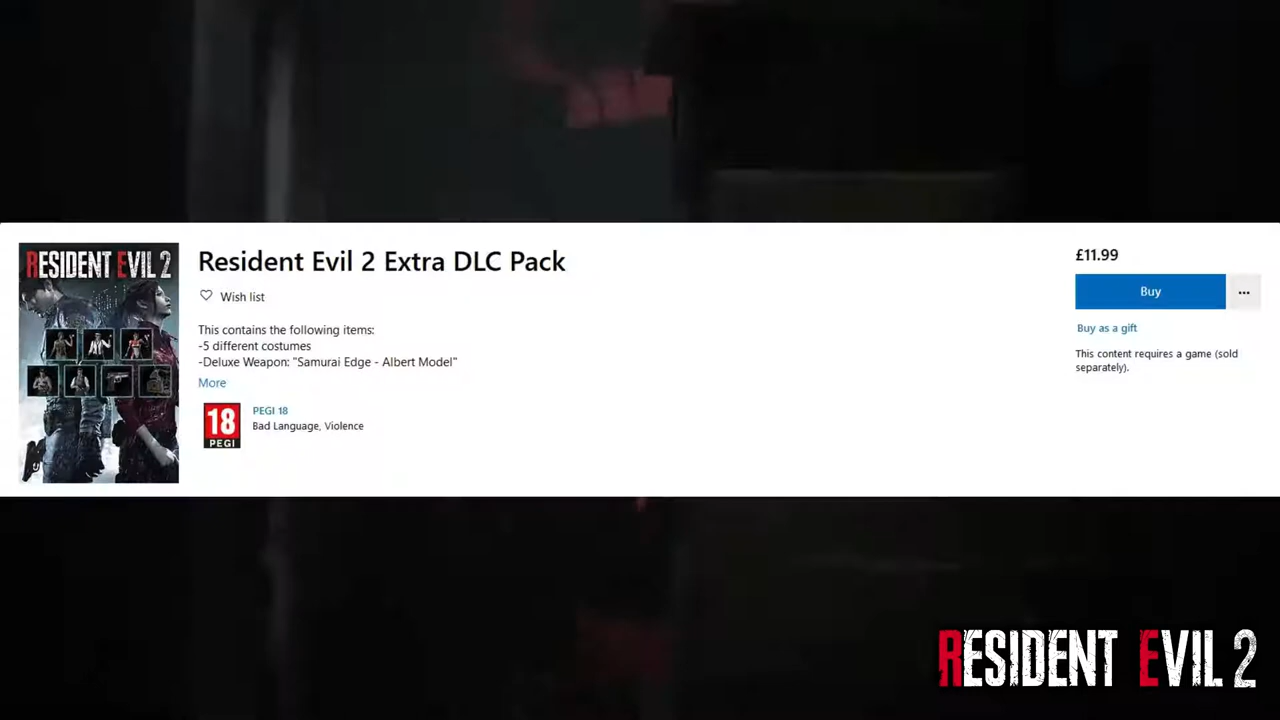 RESIDENT EVIL 2
Resident Evil 2 Extra DLC Pack
Wish list
This contains the following items:
-5 different costumes
-Deluxe Weapon: "Samurai Edge - Albert Model"
More
18
PEGI
PEGI 18
Bad Language, Violence
£11.99
Buy
...
Buy as a gift
This content requires a game (sold
separately).
RESIDENT EVIL 2